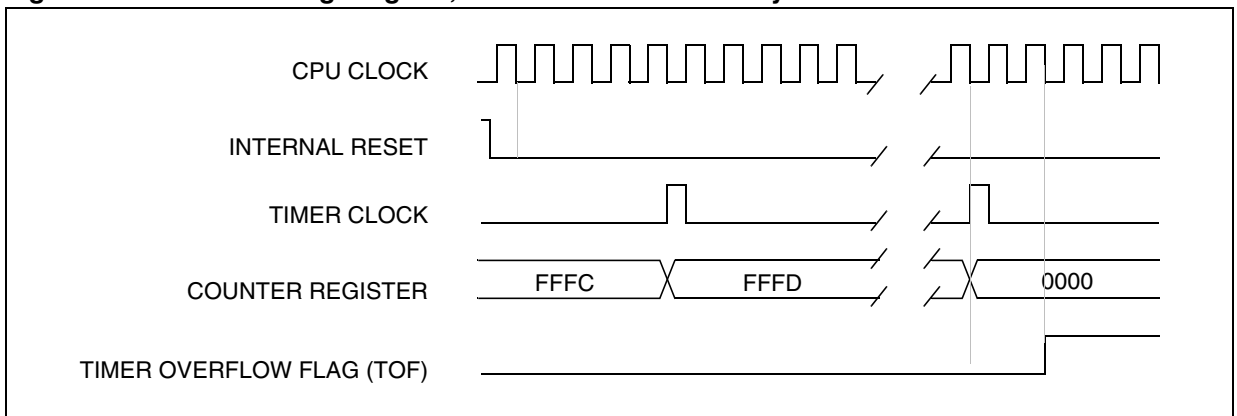 CPU CLOCK
INTERNAL RESET
TIMER CLOCK
COUNTER REGISTER FFFC FFFD 0000
TIMER OVERFLOW FLAG (TOF)